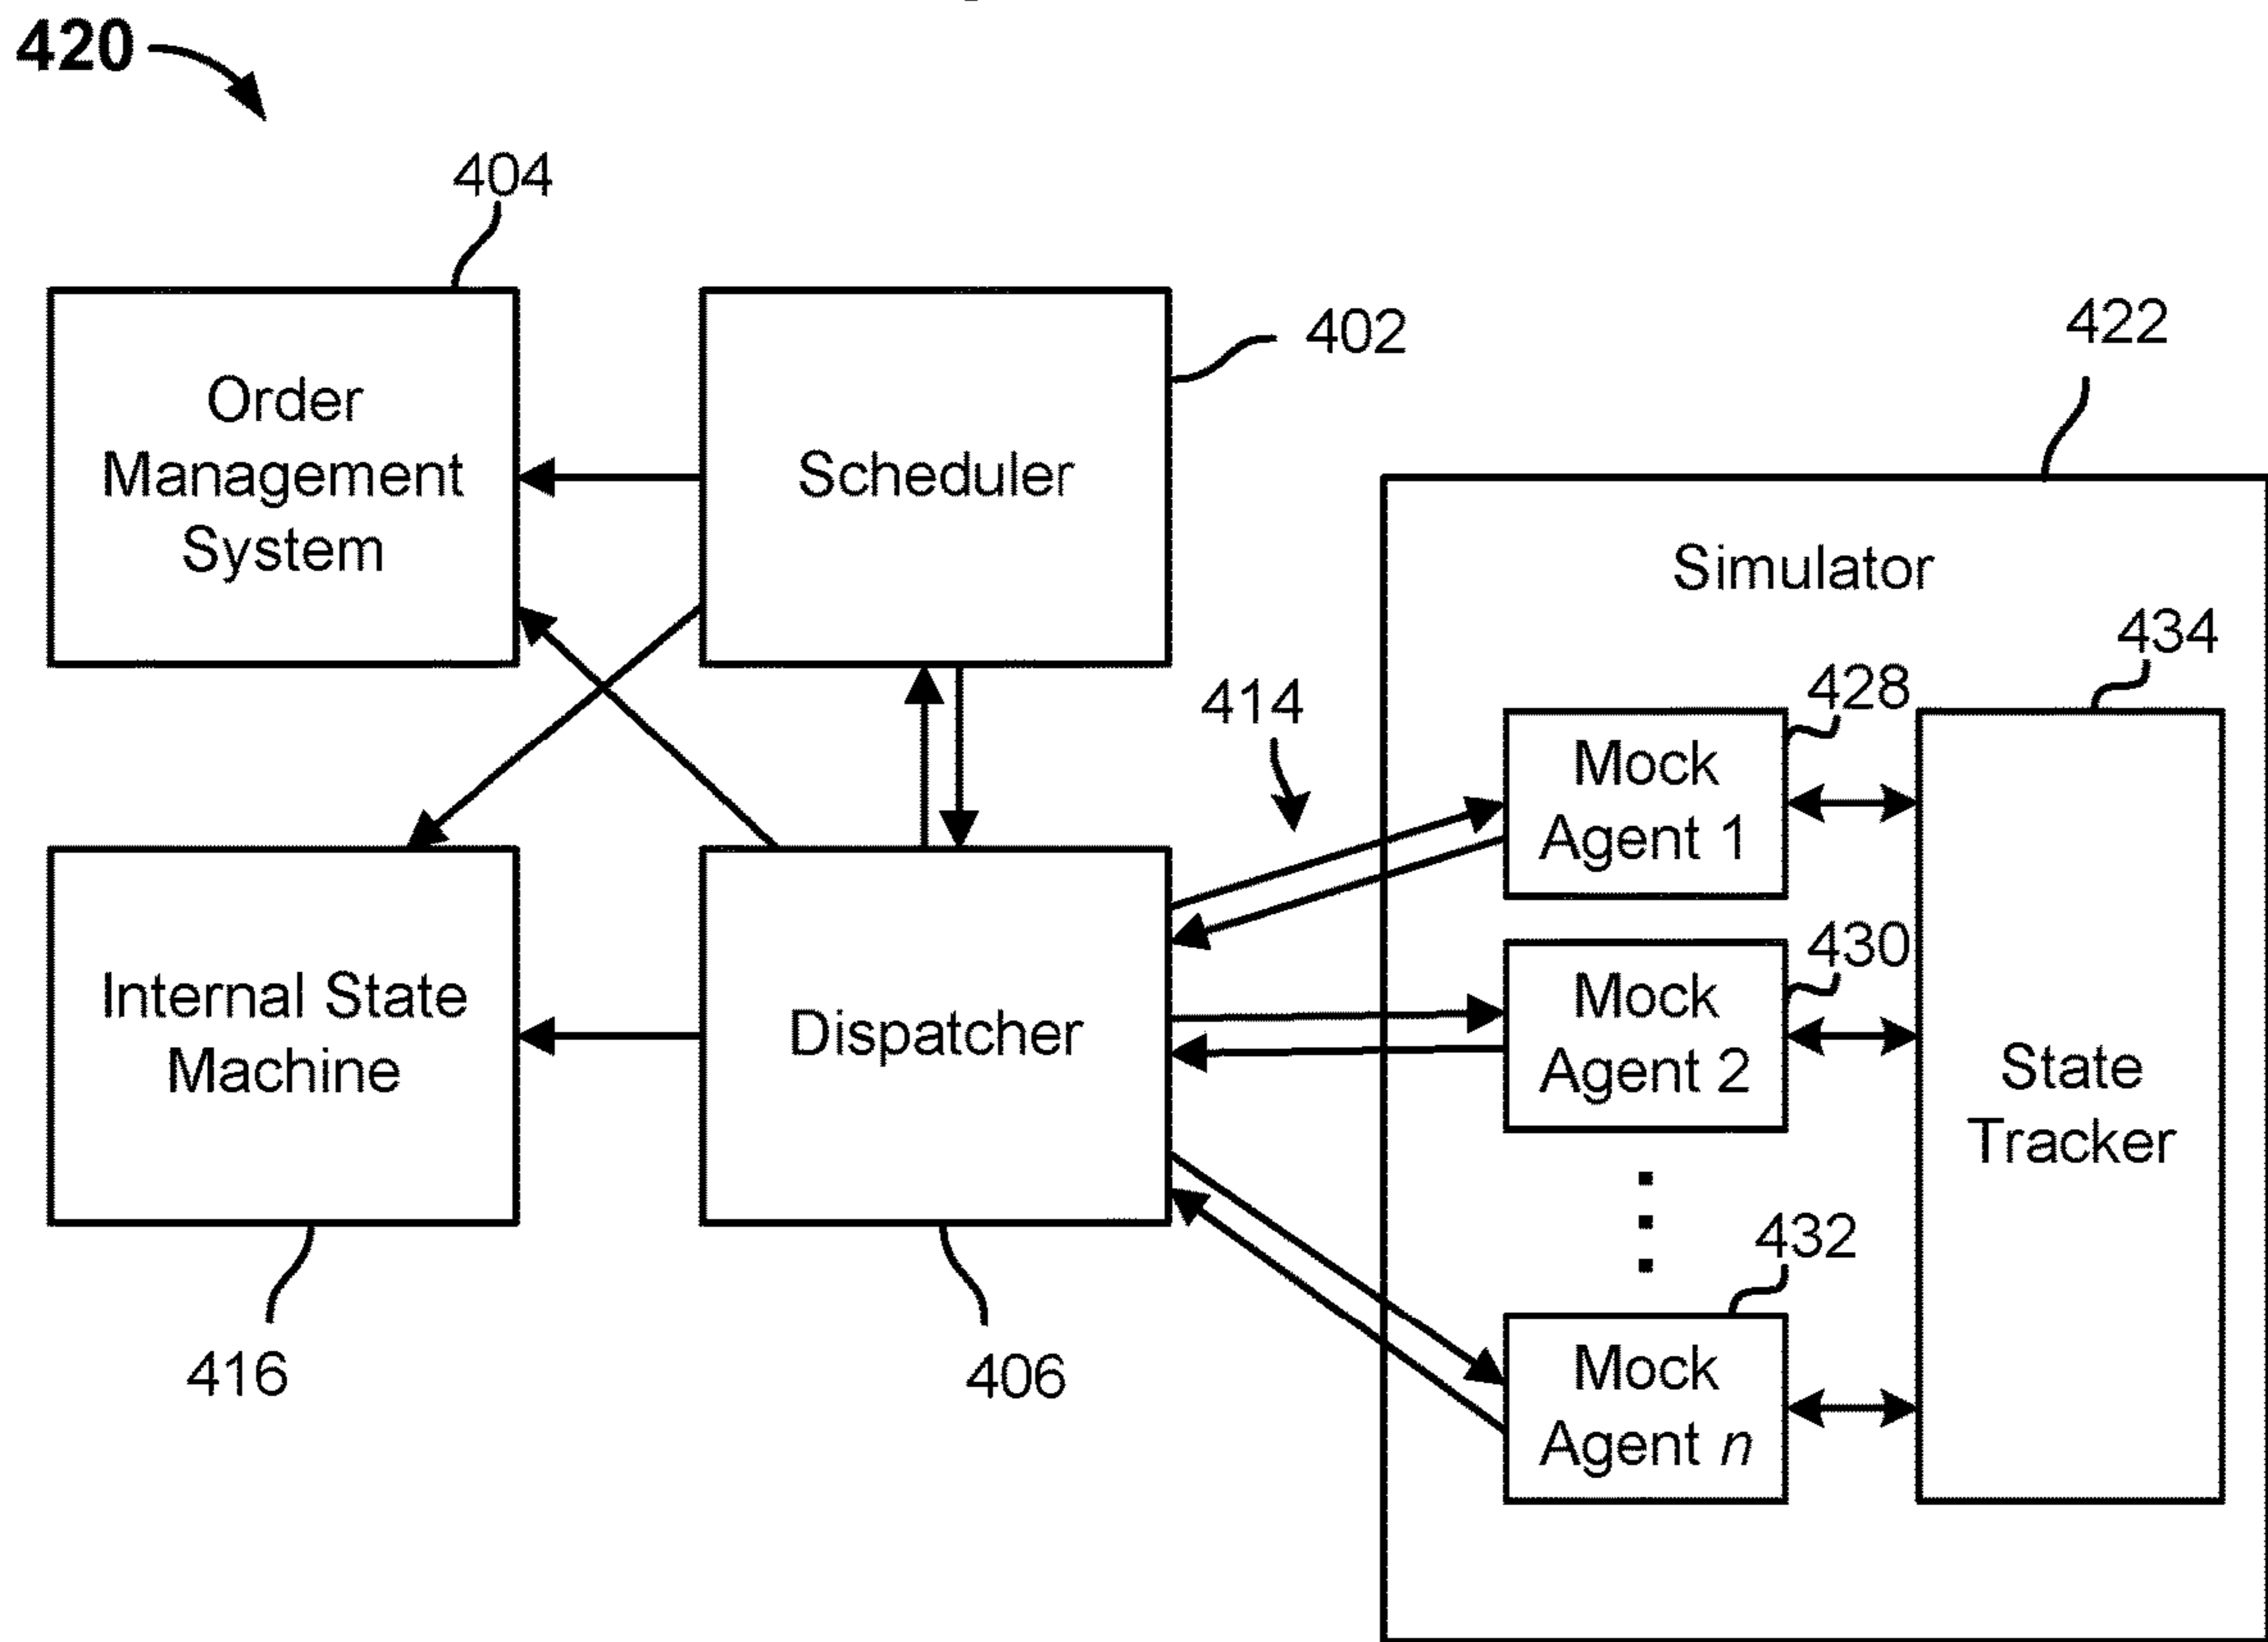 420
404
402
422
Order
Management
System
Scheduler
Simulator
434
428
414
Mock
Agent 1
430
Internal State
Machine
Dispatcher
Mock
Agent 2
State
Tracker
432
416
406
Mock
Agent n